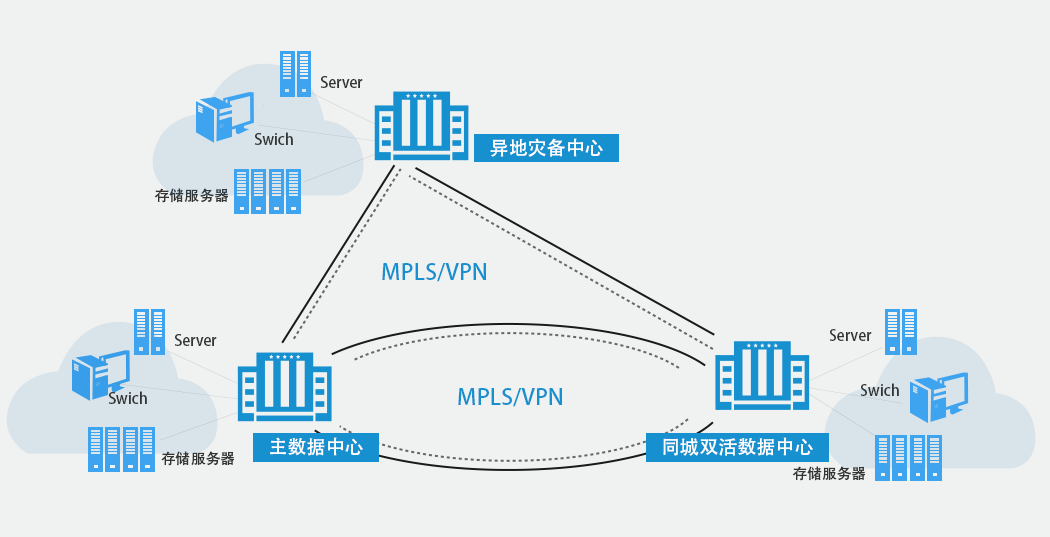 Server
Swich
异地灾备中心
存储服务器
MPLS/VPN
Server
Swich
存储服务器
主数据中心
MPLS/VPN
Server
Swich
同城双活数据中心
存储服务器